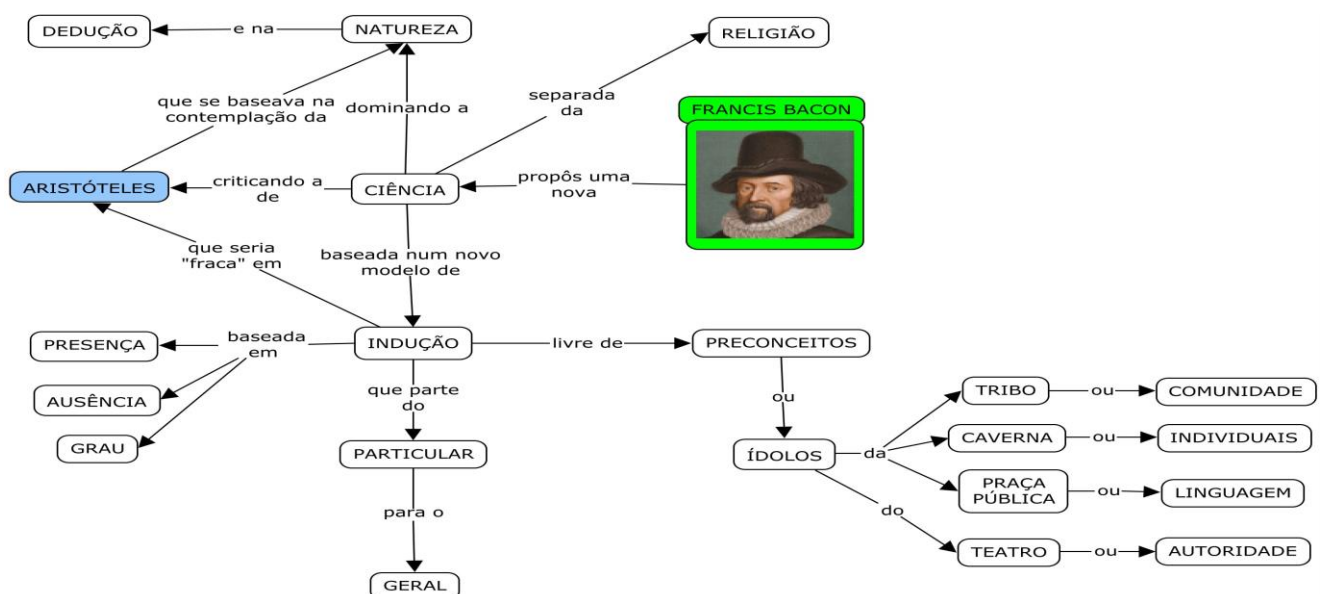 DEDUÇÃO
e na
NATUREZA
RELIGIÃO
que se baseava na
contemplação da
dominando a
separada
da
FRANCIS BACON
ARISTÓTELES
criticando a
de
CIÊNCIA
propôs uma
nova
que seria
"fraca" em
baseada num novo
modelo de
PRESENÇA
baseada
em
INDUÇÃO
livre de
PRECONCEITOS
AUSÊNCIA
GRAU
que parte
do
ou
PARTICULAR
ÍDOLOS
da
do
TRIBO
ou
COMUNIDADE
CAVERNA
ou
INDIVIDUAIS
PRAÇA
PÚBLICA
ou
LINGUAGEM
TEATRO
ou
AUTORIDADE
para o
GERAL